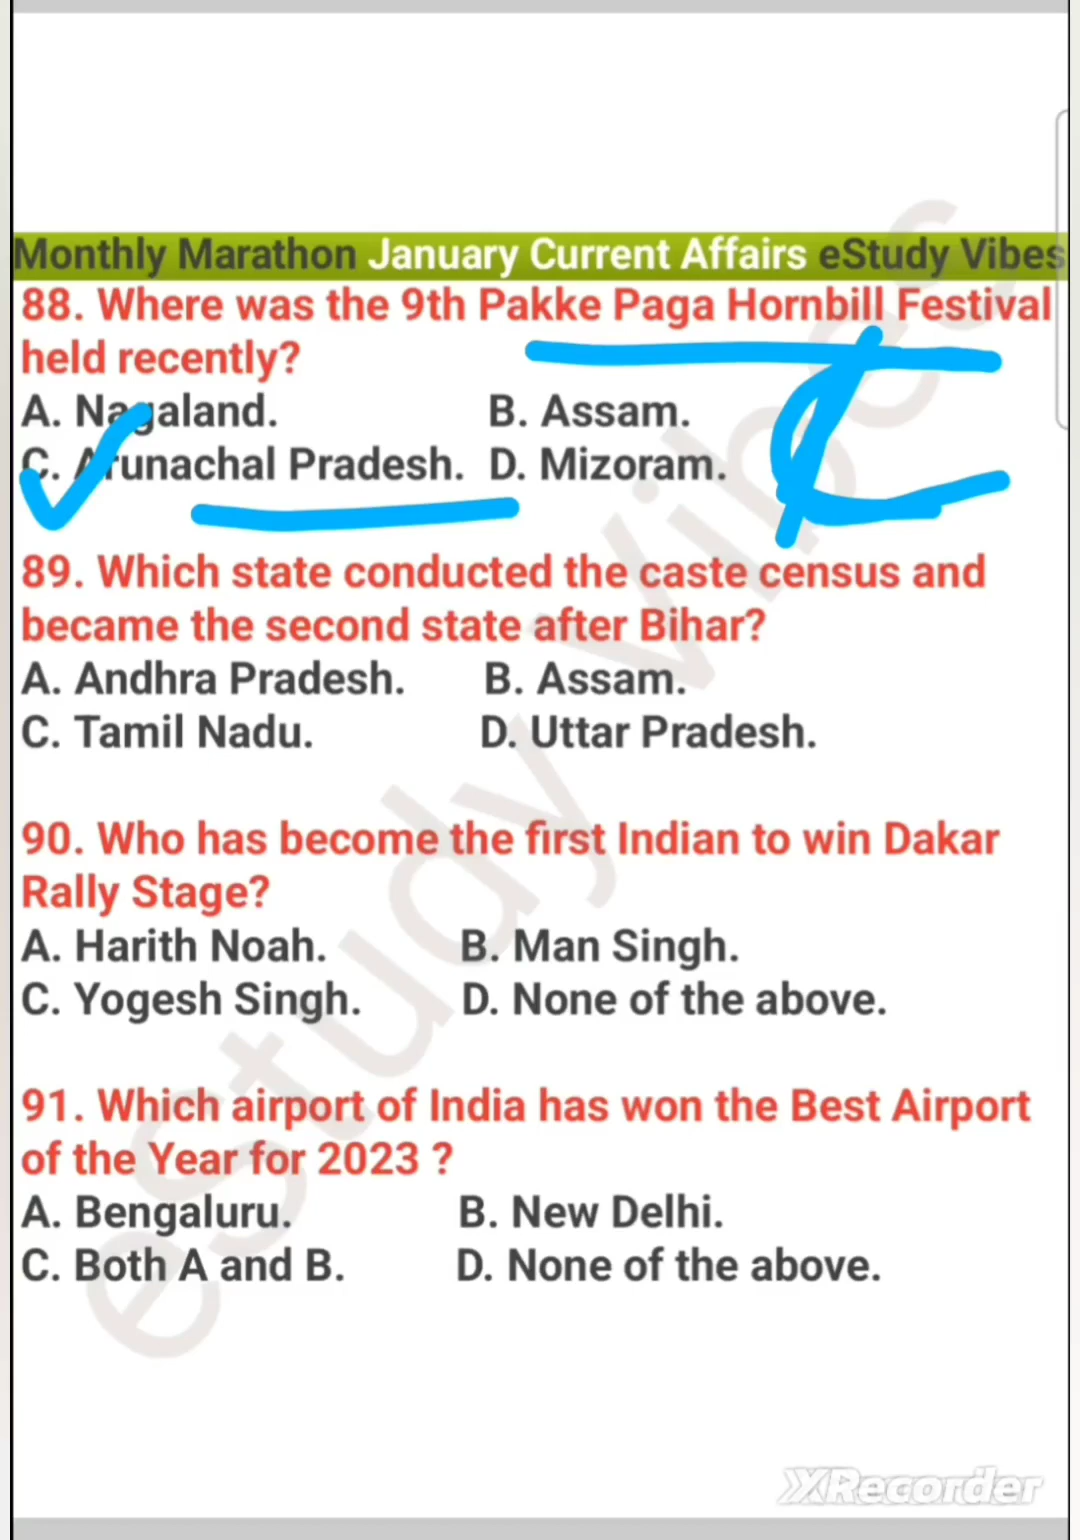 Monthly Marathon January Current Affairs eStudy Vibes
88. Where was the 9th Pakke Paga Hornbill Festival
held recently?
A. Nagaland. B. Assam.
C. Arunachal Pradesh. D. Mizoram.
C
89. Which state conducted the caste census and
became the second state after Bihar?
A. Andhra Pradesh. B. Assam.
C. Tamil Nadu. D. Uttar Pradesh.
90. Who has become the first Indian to win Dakar
Rally Stage?
A. Harith Noah. B. Man Singh.
C. Yogesh Singh. D. None of the above.
91. Which airport of India has won the Best Airport
of the Year for 2023 ?
A. Bengaluru. B. New Delhi.
C. Both A and B. D. None of the above.
eStudy Vibes
XRecorder